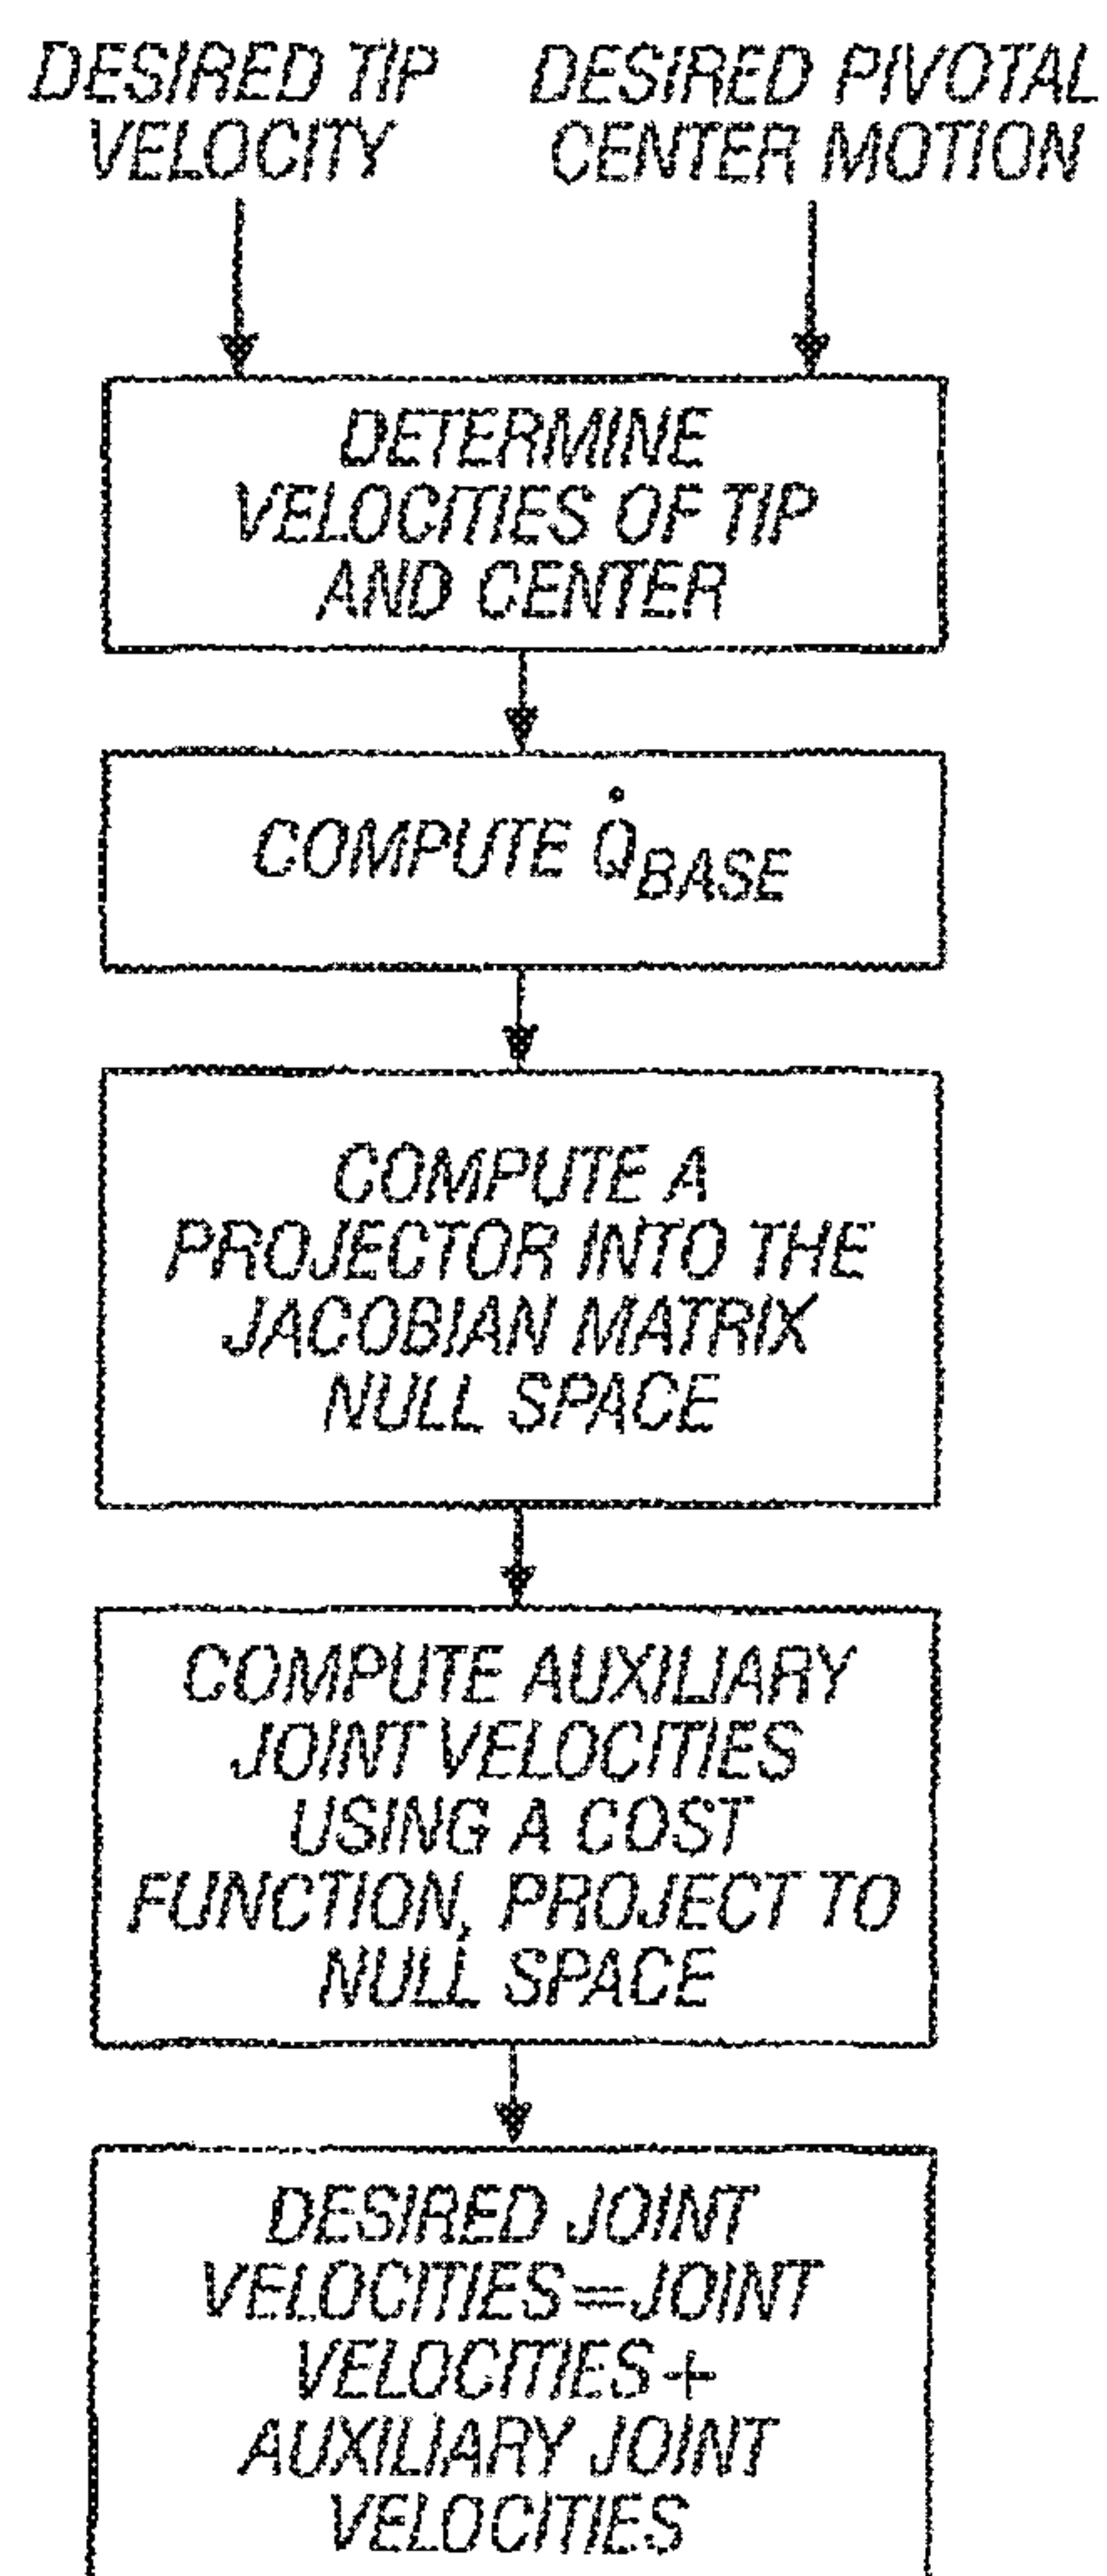 DESIRED TIP
VELOCITY
DESIRED PIVOTAL
CENTER MOTION
DETERMINE
VELOCITIES OF TIP
AND CENTER
COMPUTE Q̇BASE
COMPUTE A
PROJECTOR INTO THE
JACOBIAN MATRIX
NULL SPACE
COMPUTE AUXILIARY
JOINT VELOCITIES
USING A COST
FUNCTION, PROJECT TO
NULL SPACE
DESIRED JOINT
VELOCITIES=JOINT
VELOCITIES+
AUXILIARY JOINT
VELOCITIES